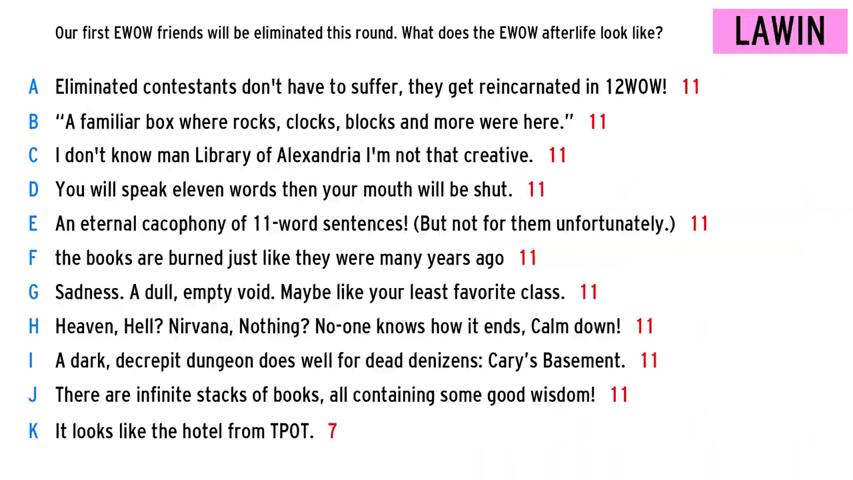 Our first EWOW friends will be eliminated this round. What does the EWOW afterlife look like?
LAWIN
A Eliminated contestants don't have to suffer, they get reincarnated in 12WOW! 11
B “A familiar box where rocks, clocks, blocks and more were here.” 11
C I don't know man Library of Alexandria I'm not that creative. 11
D You will speak eleven words then your mouth will be shut. 11
E An eternal cacophony of 11-word sentences! (But not for them unfortunately.) 11
F the books are burned just like they were many years ago 11
G Sadness. A dull, empty void. Maybe like your least favorite class. 11
H Heaven, Hell? Nirvana, Nothing? No-one knows how it ends, Calm down! 11
I A dark, decrepit dungeon does well for dead denizens: Cary’s Basement. 11
J There are infinite stacks of books, all containing some good wisdom! 11
K It looks like the hotel from TPOT. 7